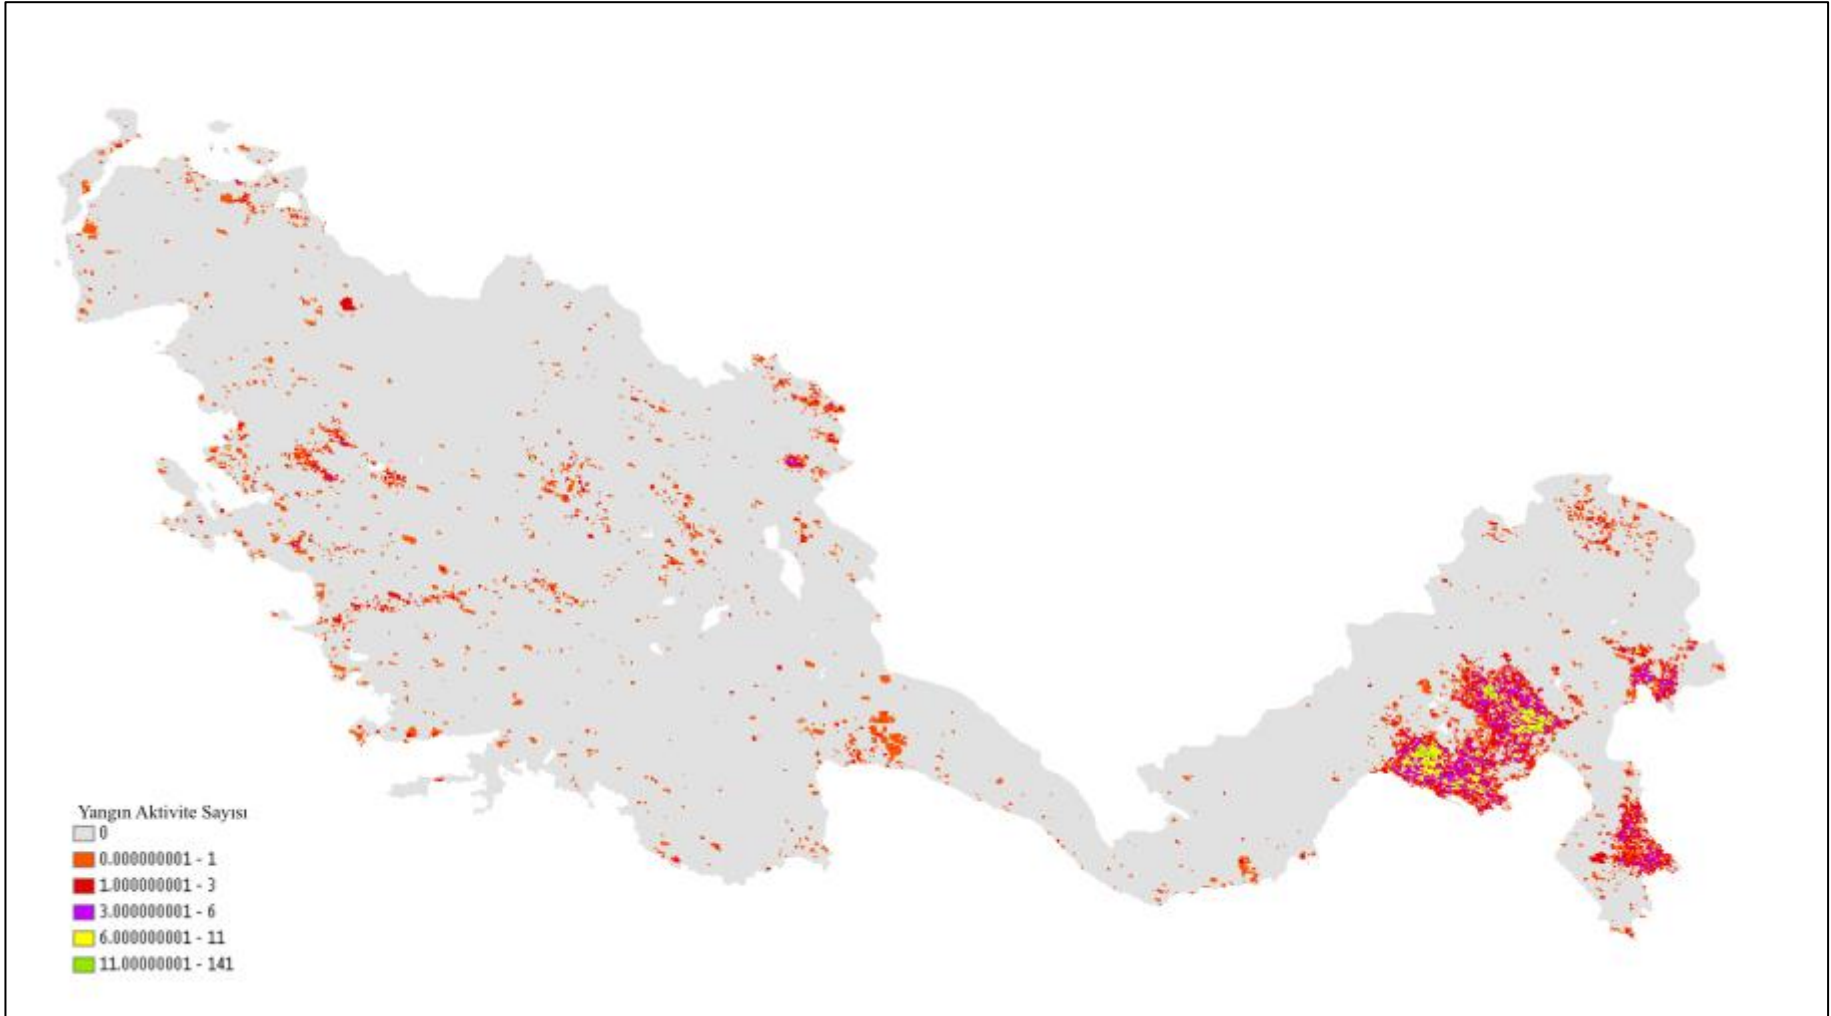 Yangın Aktivite Sayısı
0
0.000000001 - 1
1.000000001 - 3
3.000000001 - 6
6.000000001 - 11
11.00000001 - 141